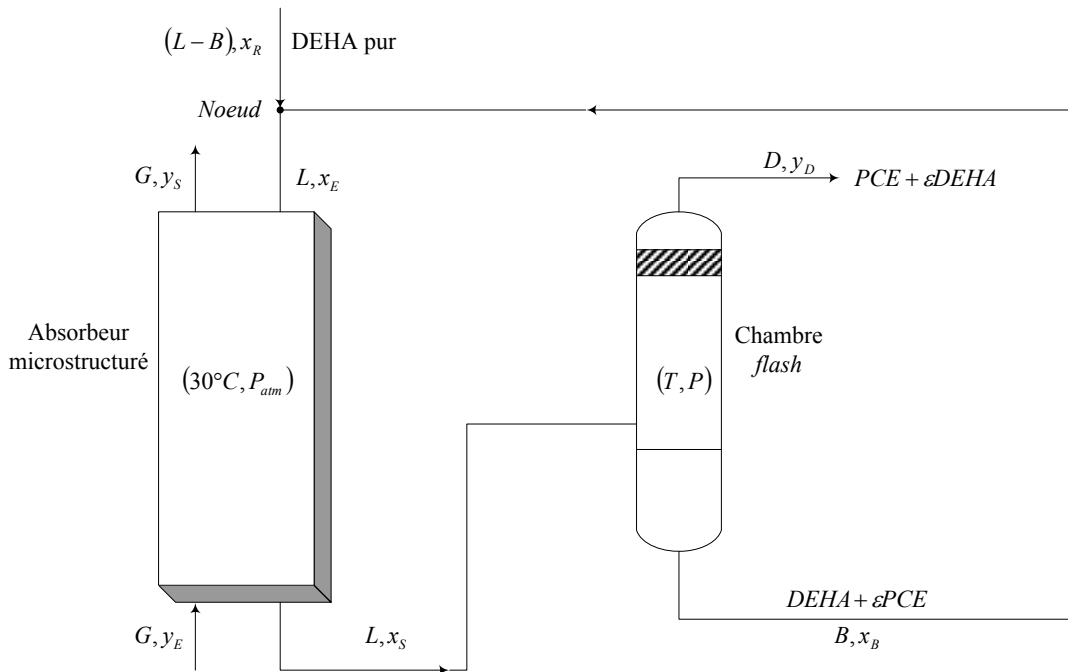 (L − B), x_R
DEHA pur
Noeud
G, y_S
L, x_E
D, y_D
PCE + εDEHA
Absorbeur
microstructuré
(30°C, P_atm)
Chambre
flash
(T, P)
DEHA + εPCE
B, x_B
G, y_E
L, x_S